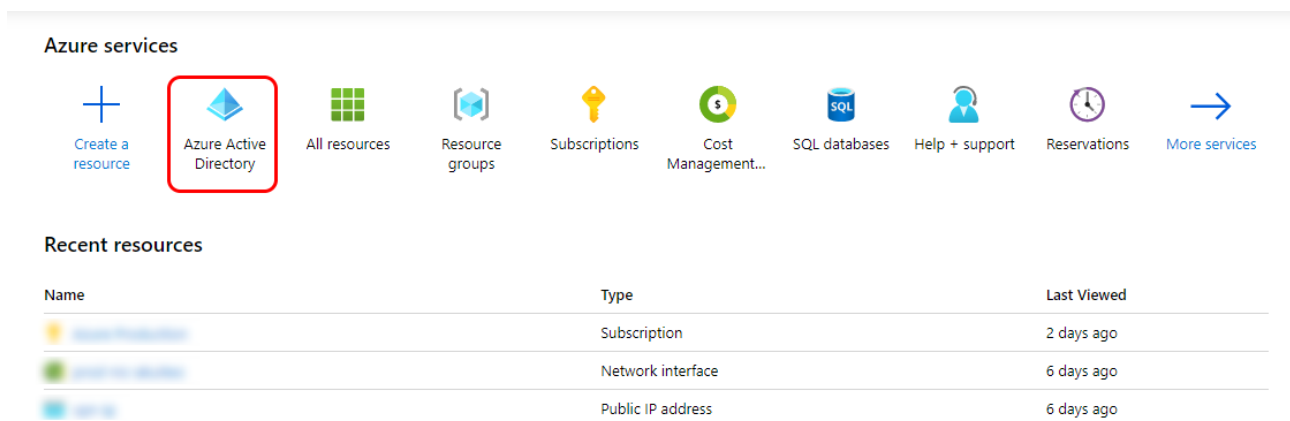 Azure services
Create a resource
Azure Active Directory
All resources
Resource groups
Subscriptions
$
Cost Management...
SQL
SQL databases
Help + support
Reservations
More services
Recent resources
Name Type Last Viewed
Subscription 2 days ago
Network interface 6 days ago
Public IP address 6 days ago